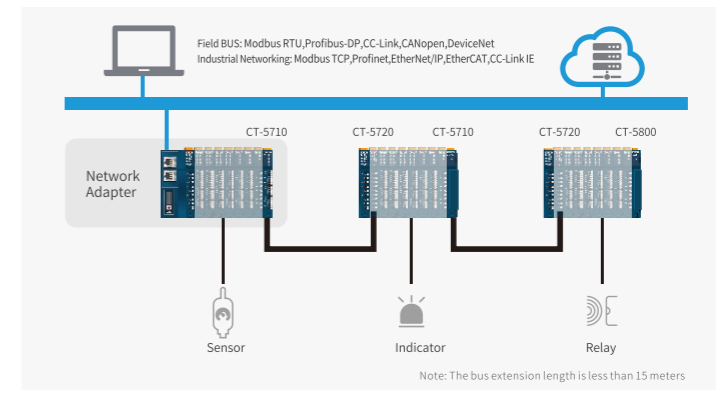 Field BUS: Modbus RTU,Profibus-DP,CC-Link,CANopen,DeviceNet
Industrial Networking: Modbus TCP,Profinet,EtherNet/IP,EtherCAT,CC-Link IE
CT-5710
CT-5720
CT-5710
CT-5720
CT-5800
Network
Adapter
Sensor
Indicator
Relay
Note: The bus extension length is less than 15 meters